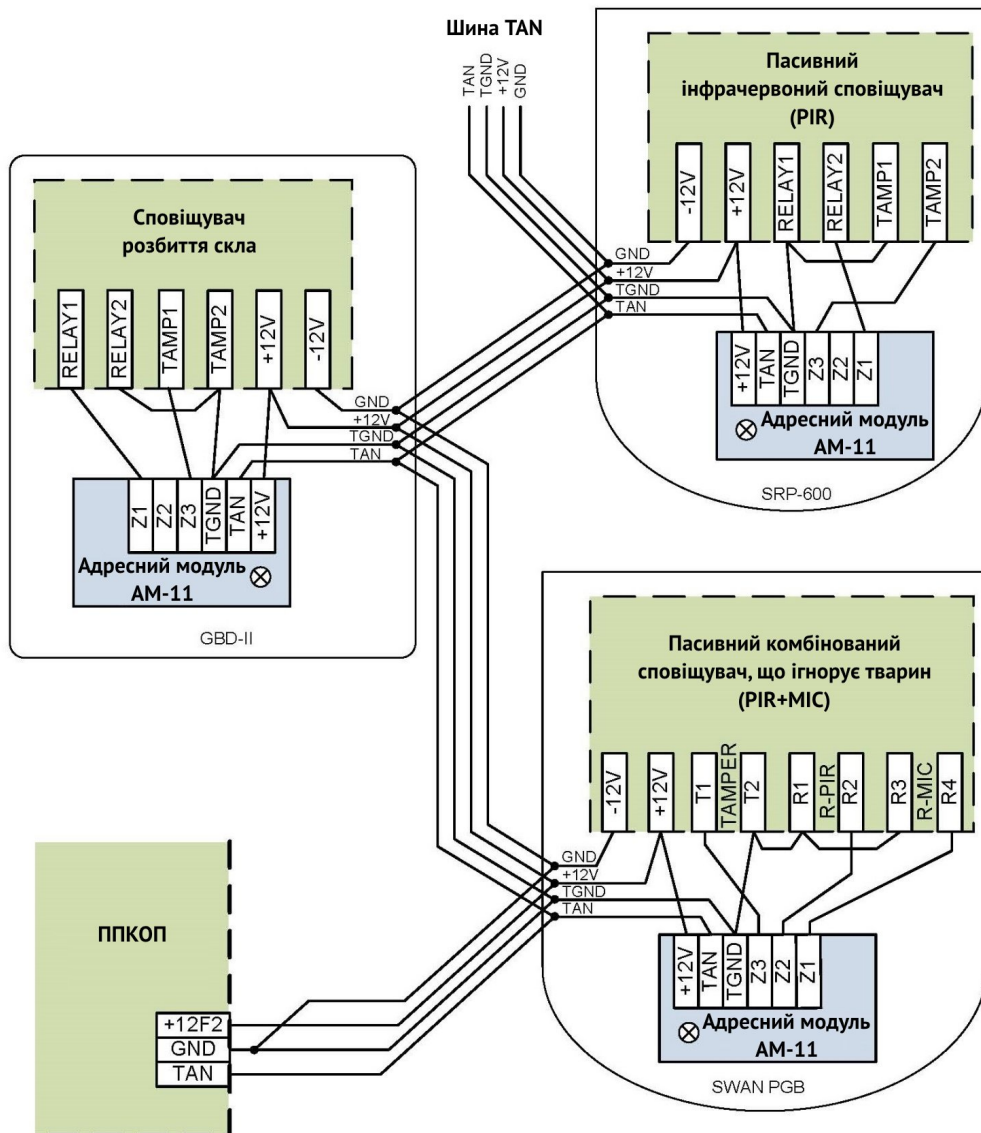 Шина TAN
TAN
TGND
+12V
GND
Пасивний
інфрачервоний сповіщувач
(PIR)
-12V
+12V
RELAY1
RELAY2
TAMP1
TAMP2
GND
+12V
TGND
TAN
+12V
TAN
TGND
Z3
Z2
Z1
Адресний модуль
АМ-11
SRP-600
Сповіщувач
розбиття скла
RELAY1
RELAY2
TAMP1
TAMP2
+12V
-12V
GND
+12V
TGND
TAN
Z1
Z2
Z3
TGND
TAN
+12V
Адресний модуль
АМ-11
GBD-II
Пасивний комбінований
сповіщувач, що ігнорує тварин
(PIR+MIC)
-12V
+12V
T1
TAMPER
T2
R1
R-PIR
R2
R3
R-MIC
R4
GND
+12V
TGND
TAN
+12V
TAN
TGND
Z3
Z2
Z1
Адресний модуль
АМ-11
SWAN PGB
ППКОП
+12F2
GND
TAN